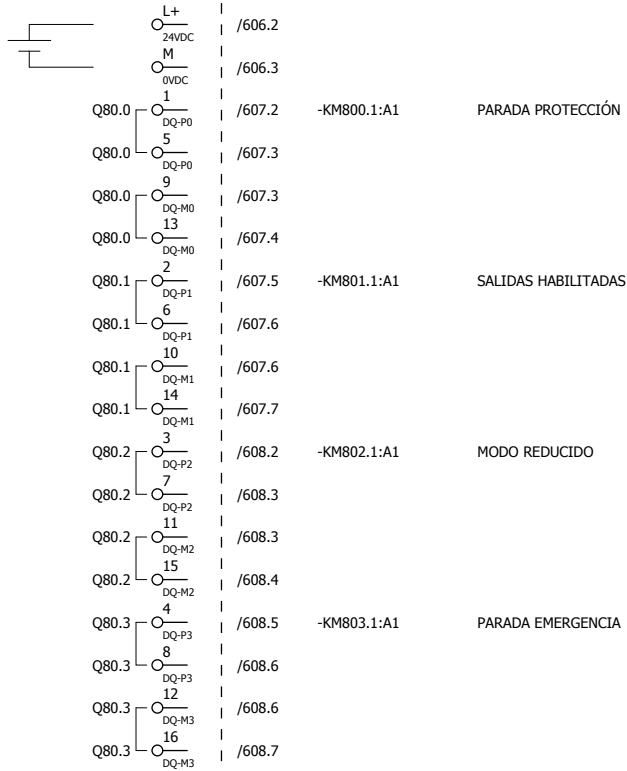 L+
24VDC /606.2
M
0VDC /606.3
Q80.0 1 /607.2 -KM800.1:A1 PARADA PROTECCIÓN
DQ-P0
Q80.0 5 /607.3
DQ-P0
Q80.0 9 /607.3
DQ-M0
Q80.0 13 /607.4
DQ-M0
Q80.1 2 /607.5 -KM801.1:A1 SALIDAS HABILITADAS
DQ-P1
Q80.1 6 /607.6
DQ-P1
Q80.1 10 /607.6
DQ-M1
Q80.1 14 /607.7
DQ-M1
Q80.2 3 /608.2 -KM802.1:A1 MODO REDUCIDO
DQ-P2
Q80.2 7 /608.3
DQ-P2
Q80.2 11 /608.3
DQ-M2
Q80.2 15 /608.4
DQ-M2
Q80.3 4 /608.5 -KM803.1:A1 PARADA EMERGENCIA
DQ-P3
Q80.3 8 /608.6
DQ-P3
Q80.3 12 /608.6
DQ-M3
Q80.3 16 /608.7
DQ-M3